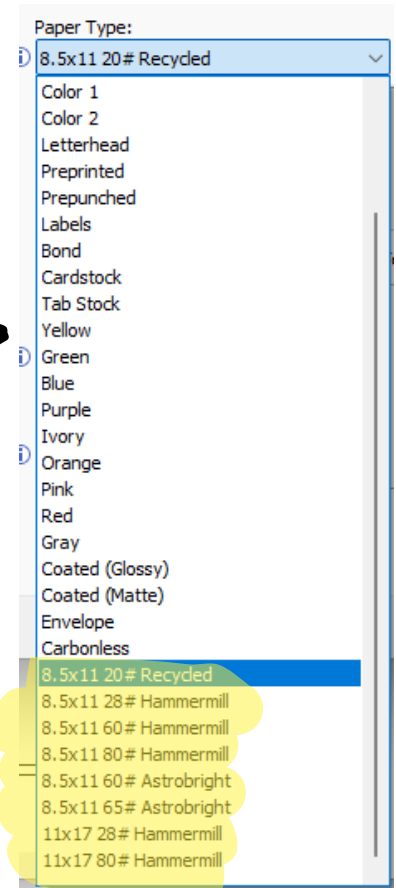 Paper Type:
8.5x11 20# Recycled
Color 1
Color 2
Letterhead
Preprinted
Prepunched
Labels
Bond
Cardstock
Tab Stock
Yellow
Green
Blue
Purple
Ivory
Orange
Pink
Red
Gray
Coated (Glossy)
Coated (Matte)
Envelope
Carbonless
8.5x11 20# Recycled
8.5x11 28# Hammermill
8.5x11 60# Hammermill
8.5x11 80# Hammermill
8.5x11 60# Astrobright
8.5x11 65# Astrobright
11x17 28# Hammermill
11x17 80# Hammermill